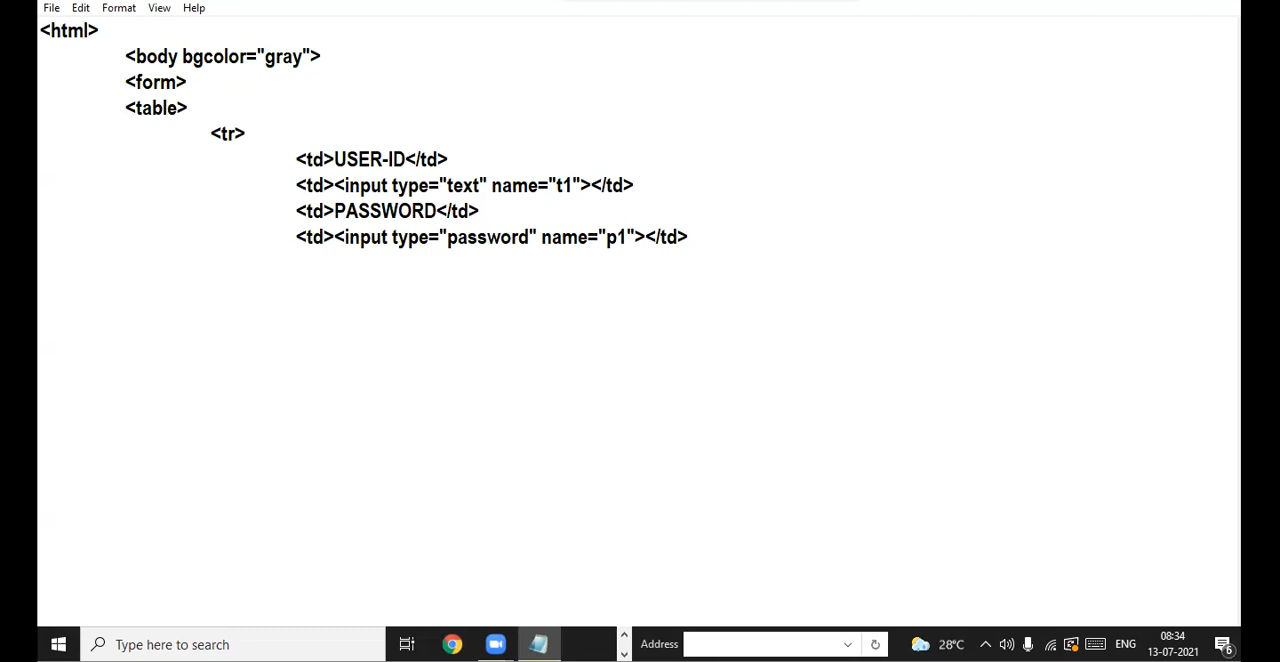 File Edit Format View Help
<html>
<body bgcolor="gray">
<form>
<table>
<tr>
<td>USER-ID</td>
<td><input type="text" name="t1"></td>
<td>PASSWORD</td>
<td><input type="password" name="p1"></td>
Type here to search
Address
28°C
ENG
08:34
13-07-2021
6